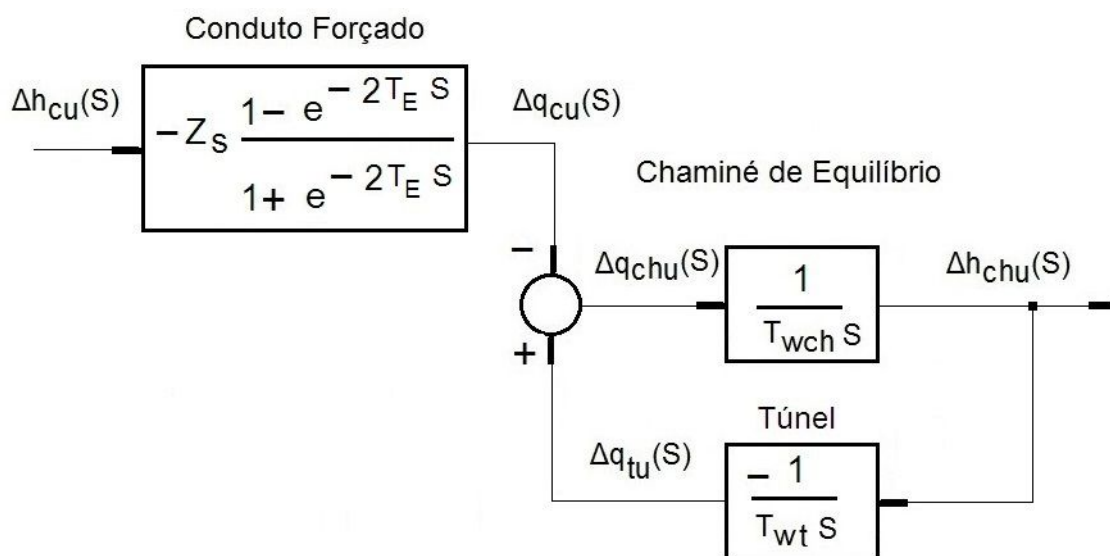 Conduto Forçado
Δh_cu(S)
− Z_S (1− e^(− 2T_E S)) / (1+ e^(− 2T_E S))
Δq_cu(S)
Chaminé de Equilíbrio
−
+
Δq_chu(S)
1 / (T_wch S)
Δh_chu(S)
Túnel
Δq_tu(S)
− 1 / (T_wt S)